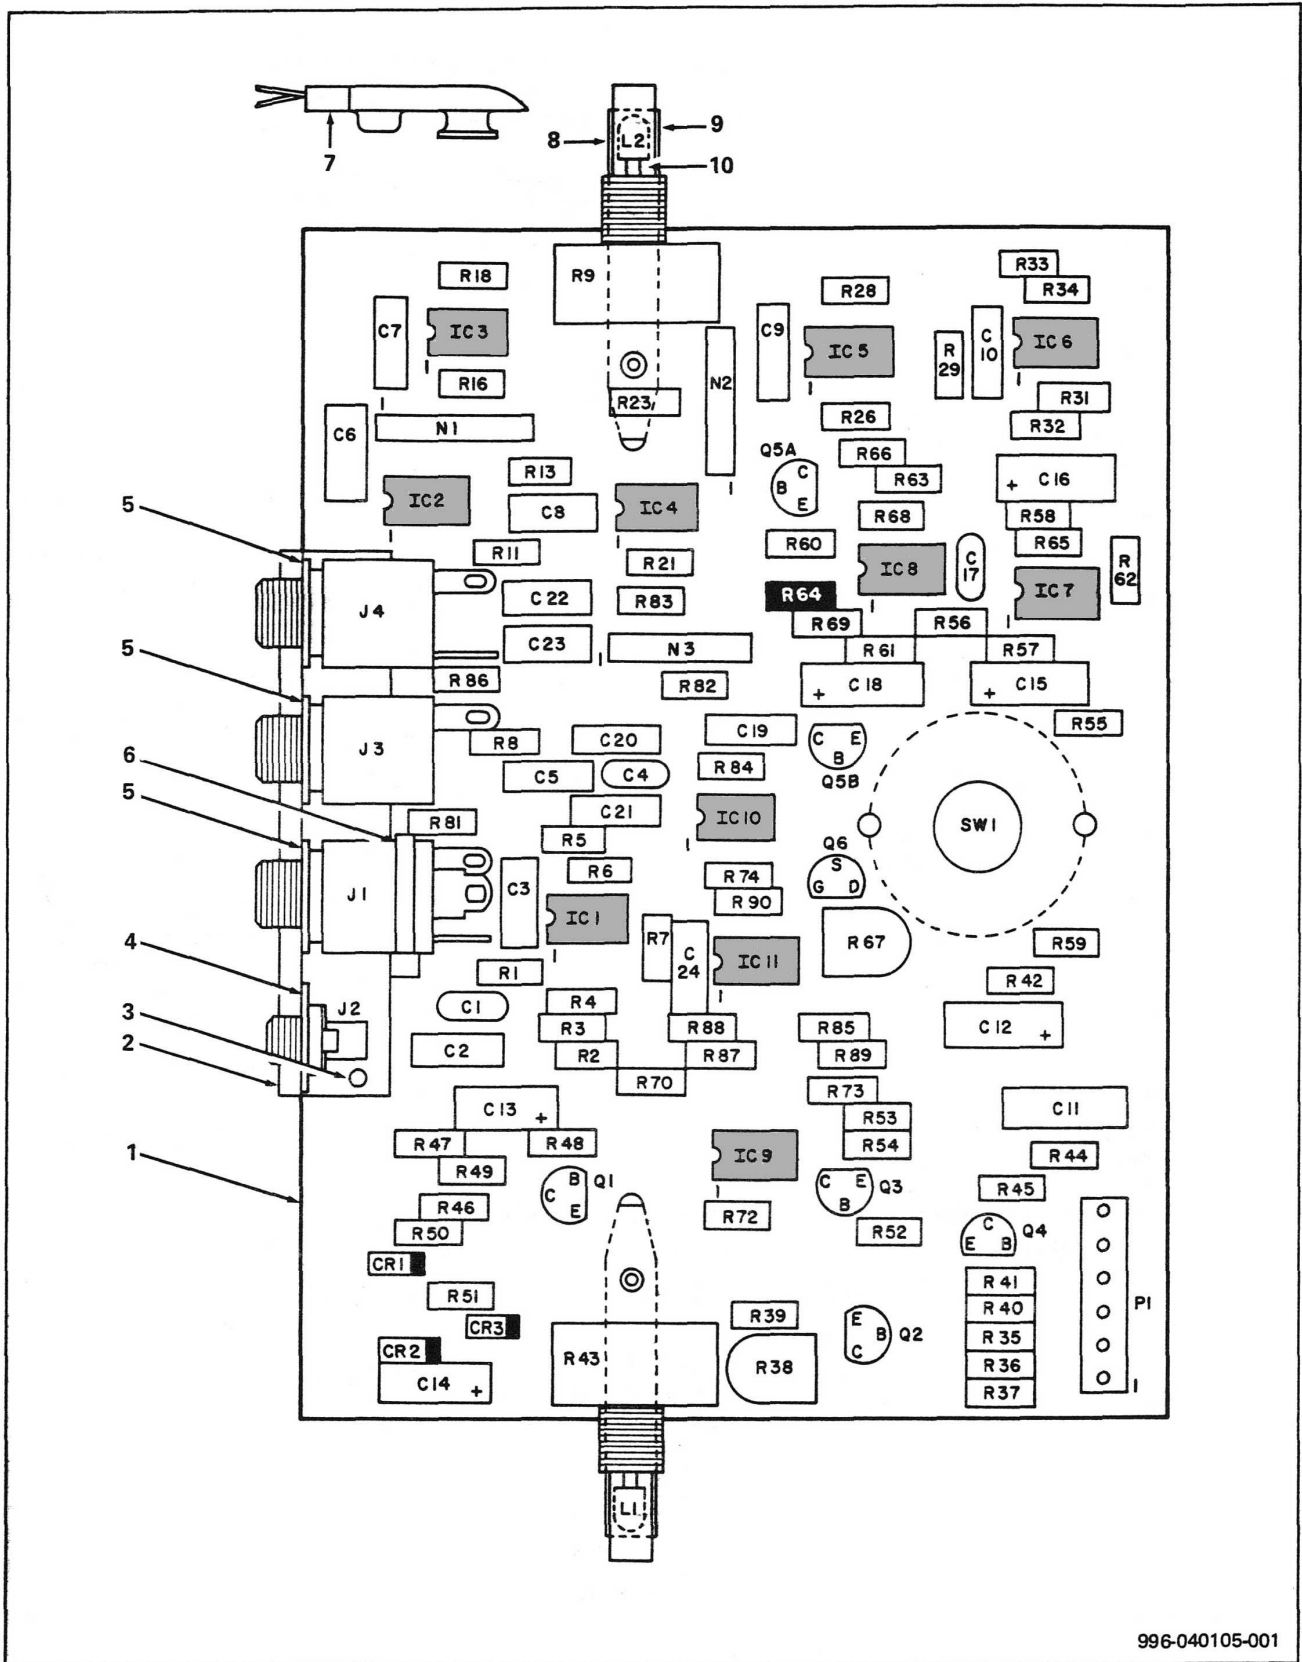 8
9
L2
7
10
R18
R9
R28
R33
R34
C7
IC3
C9
IC5
R
29
C
10
IC6
N2
R16
R23
R31
R26
R32
C6
N1
Q5A
R66
R13
C
B
E
R63
+ C16
5
IC2
C8
IC4
R68
R58
R11
R60
R65
R21
IC8
C
17
R
62
J4
C22
R83
R64
IC7
R69
R56
5
C23
N3
R61
R57
R86
R82
+ C18
+ C15
R55
J3
R8
C20
C19
C E
B
6
C5
C4
R84
Q5B
5
R81
C21
IC10
SW1
R5
Q6
J1
C3
R6
R74
S
G D
R90
IC1
R7
C
24
R67
R59
4
R1
IC11
R42
C1
R4
3
J2
R3
R88
R85
C12 +
2
C2
R2
R87
R89
R70
R73
C13 +
R53
C11
1
R47
R48
R54
R44
R49
IC9
B
C
E
Q1
C E
B
Q3
R45
R46
R72
R50
R52
C
E B
Q4
CR1
R41
R51
R40
P1
CR3
R39
E
B
C
Q2
R35
CR2
R43
R38
R36
C14 +
R37
L1
996-040105-001